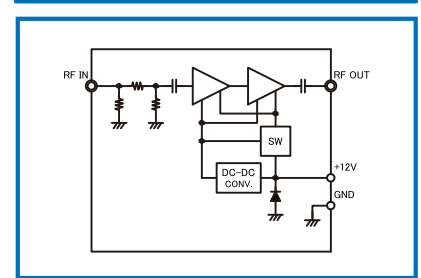 RF IN
RF OUT
SW
+12V
DC-DC
CONV.
GND